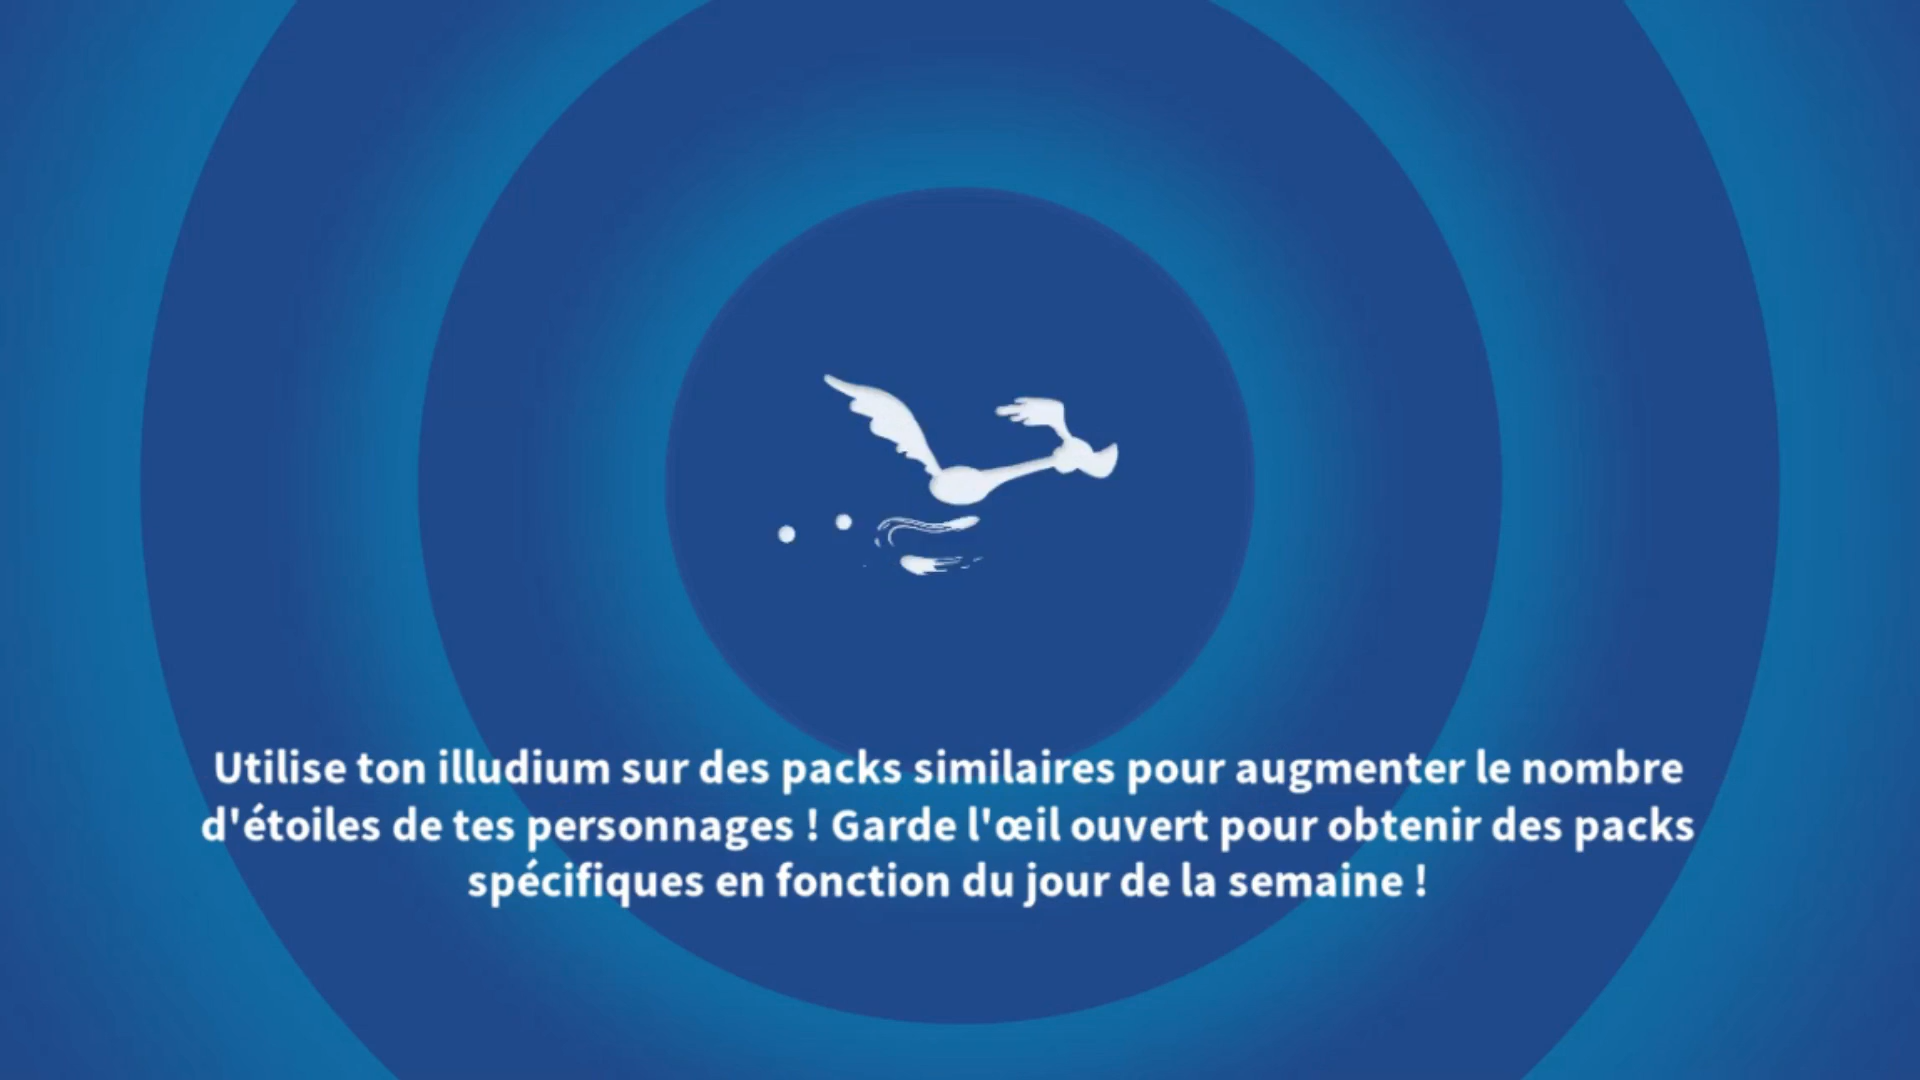 Utilise ton illudium sur des packs similaires pour augmenter le nombre
d'étoiles de tes personnages ! Garde l'œil ouvert pour obtenir des packs
spécifiques en fonction du jour de la semaine !